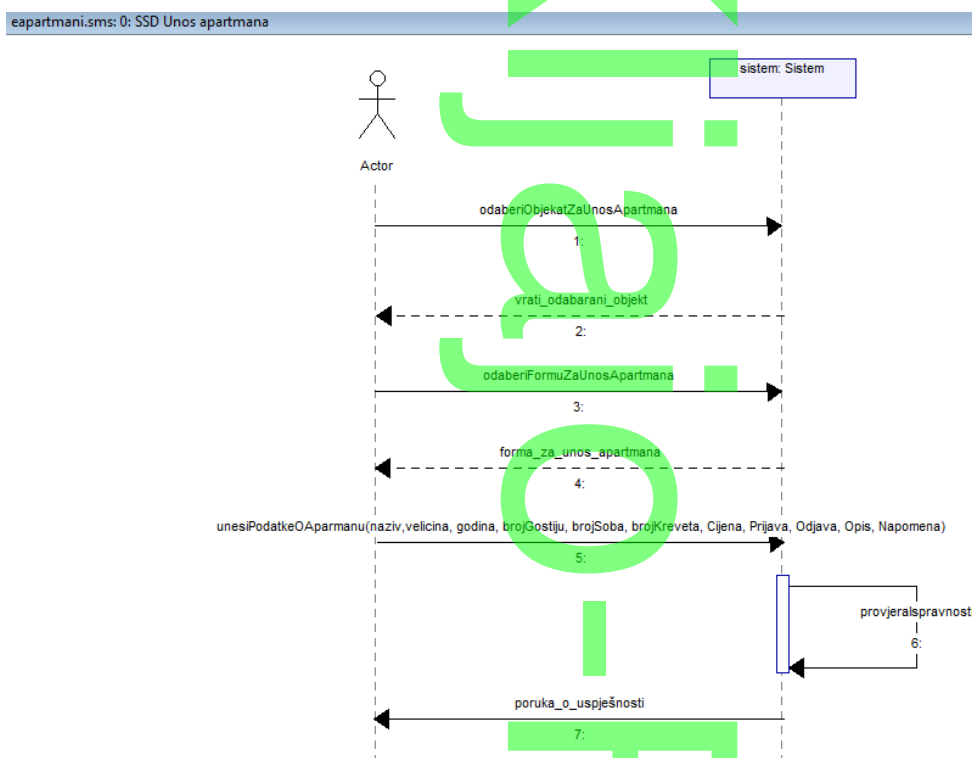 eapartmani.sms: 0: SSD Unos apartmana
sistem: Sistem
Actor
odaberiObjekatZaUnosApartmana
1:
vrati_odabarani_objekt
2:
odaberiFormuZaUnosApartmana
3:
forma_za_unos_apartmana
4:
unesiPodatkeOAparmanu(naziv,velicina, godina, brojGostiju, brojSoba, brojKreveta, Cijena, Prijava, Odjava, Opis, Napomena)
5:
provjeraIspravnosti
6:
poruka_o_uspješnosti
7: